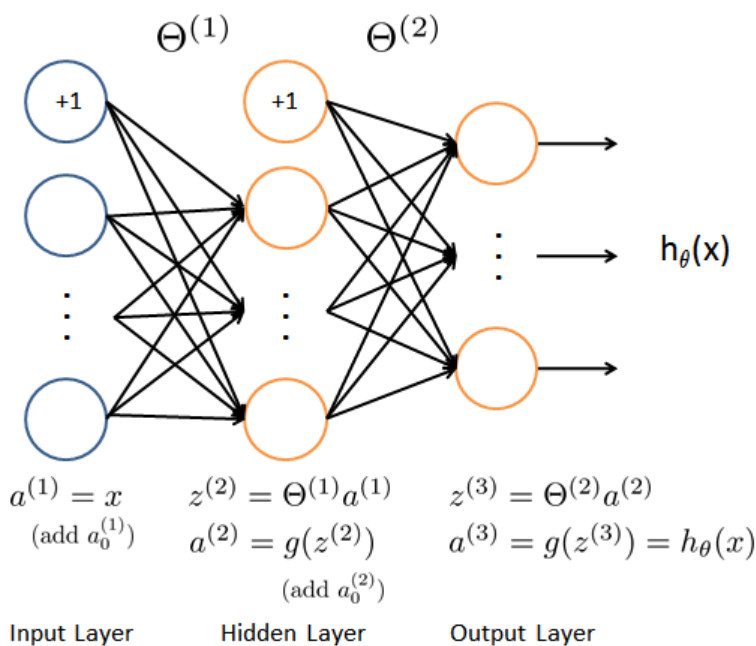 Θ^(1) Θ^(2)
+1 +1
h_θ(x)
a^(1) = x z^(2) = Θ^(1)a^(1) z^(3) = Θ^(2)a^(2)
(add a_0^(1)) a^(2) = g(z^(2)) a^(3) = g(z^(3)) = h_θ(x)
(add a_0^(2))
Input Layer Hidden Layer Output Layer